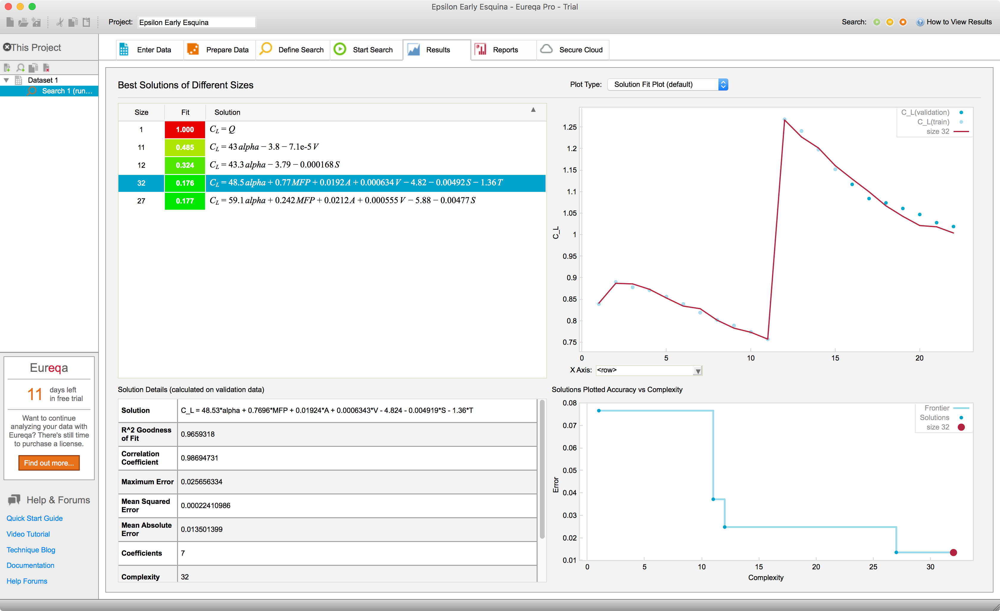 Epsilon Early Esquina - Eureqa Pro - Trial
Project: Epsilon Early Esquina
Search:
How to View Results
This Project
Dataset 1
Search 1 (run...
Enter Data
Prepare Data
Define Search
Start Search
Results
Reports
Secure Cloud
Best Solutions of Different Sizes
Size Fit Solution
1 1.000 C_L = Q
11 0.485 C_L = 43 alpha − 3.8 − 7.1e-5 V
12 0.324 C_L = 43.3 alpha − 3.79 − 0.000168 S
32 0.176 C_L = 48.5 alpha + 0.77 MFP + 0.0192 A + 0.000634 V − 4.82 − 0.00492 S − 1.36 T
27 0.177 C_L = 59.1 alpha + 0.242 MFP + 0.0212 A + 0.000555 V − 5.88 − 0.00477 S
Plot Type: Solution Fit Plot (default)
C_L(validation)
C_L(train)
size 32
1.25
1.2
1.15
1.1
1.05
1
0.95
0.9
0.85
0.8
0.75
C_L
0 5 10 15 20
X Axis: <row>
Solution Details (calculated on validation data)
Solution C_L = 48.53*alpha + 0.7696*MFP + 0.01924*A + 0.0006343*V - 4.824 - 0.004919*S - 1.36*T
R^2 Goodness
of Fit
0.9659318
Correlation
Coefficient
0.98694731
Maximum Error 0.025656334
Mean Squared
Error
0.00022410986
Mean Absolute
Error
0.013501399
Coefficients 7
Complexity 32
Solutions Plotted Accuracy vs Complexity
Frontier
Solutions
size 32
0.08
0.07
0.06
0.05
0.04
0.03
0.02
0.01
Error
0 5 10 15 20 25 30
Complexity
Eureqa
11 days left
in free trial
Want to continue
analyzing your data with
Eureqa? There's still time
to purchase a license.
Find out more...
Help & Forums
Quick Start Guide
Video Tutorial
Technique Blog
Documentation
Help Forums